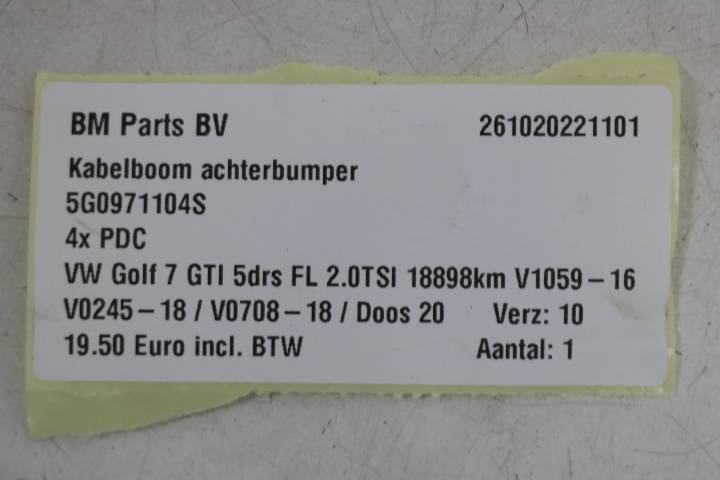 BM Parts BV 261020221101
Kabelboom achterbumper
5G0971104S
4x PDC
VW Golf 7 GTI 5drs FL 2.0TSI 18898km V1059-16
V0245-18 / V0708-18 / Doos 20 Verz: 10
19.50 Euro incl. BTW Aantal: 1